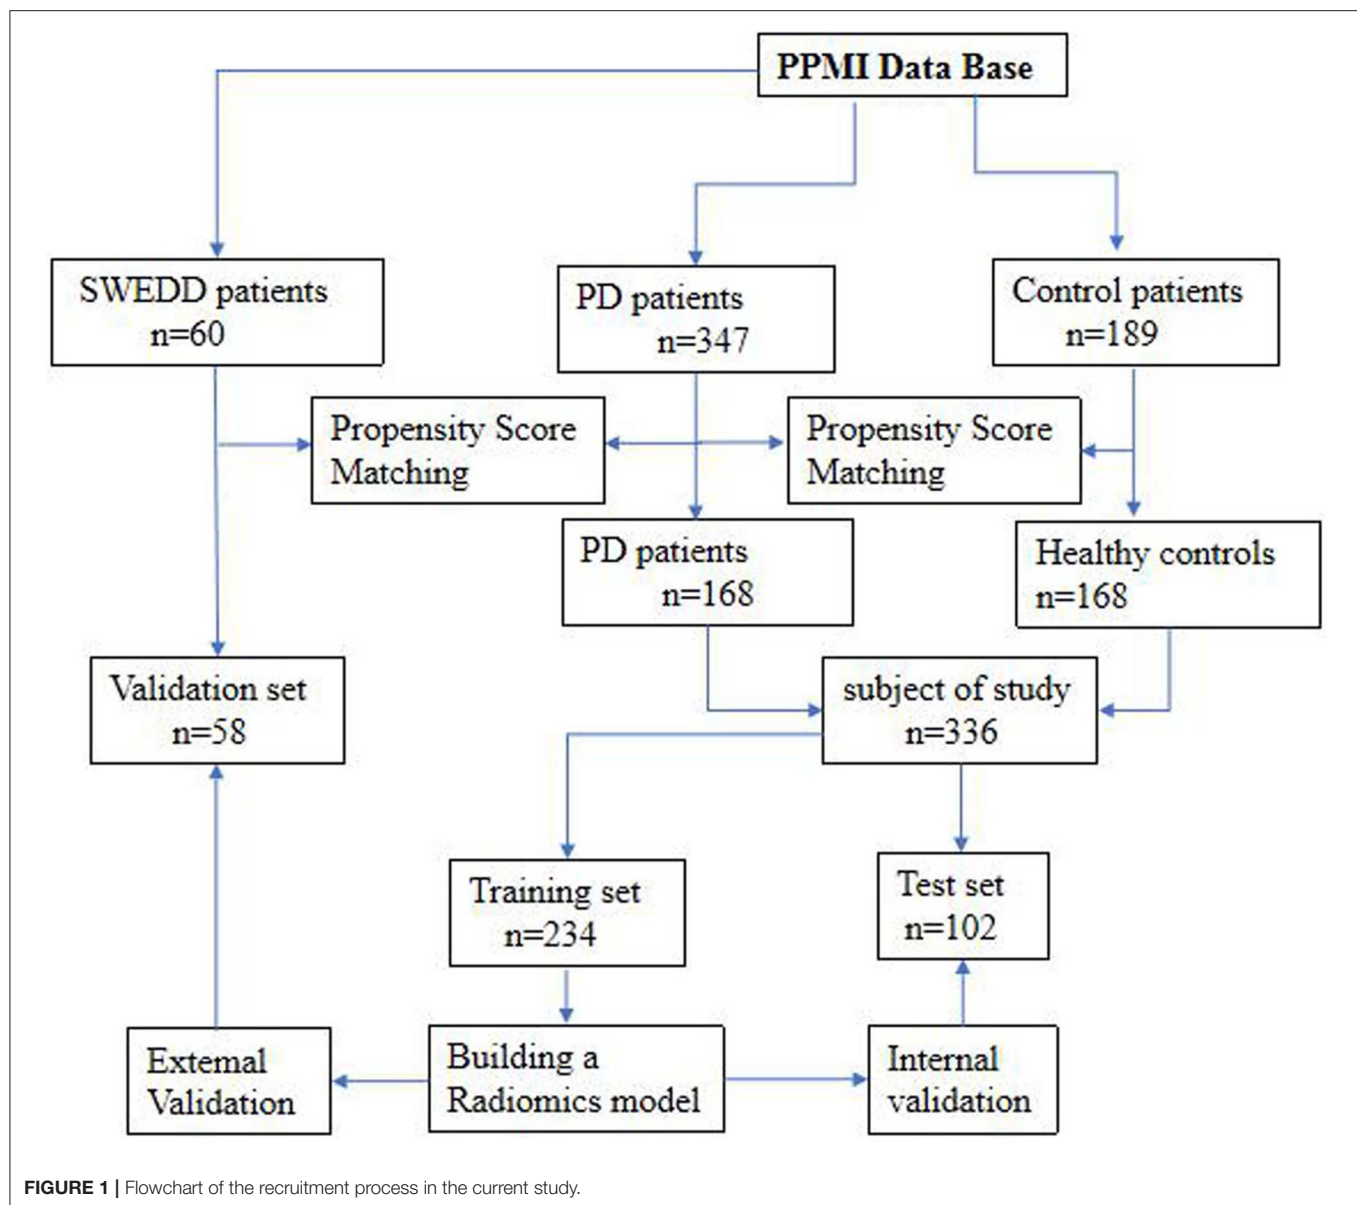 PPMI Data Base
SWEDD patients
n=60
PD patients
n=347
Control patients
n=189
Propensity Score
Matching
Propensity Score
Matching
PD patients
n=168
Healthy controls
n=168
Validation set
n=58
subject of study
n=336
Training set
n=234
Test set
n=102
External
Validation
Building a
Radiomics model
Internal
validation
FIGURE 1 | Flowchart of the recruitment process in the current study.